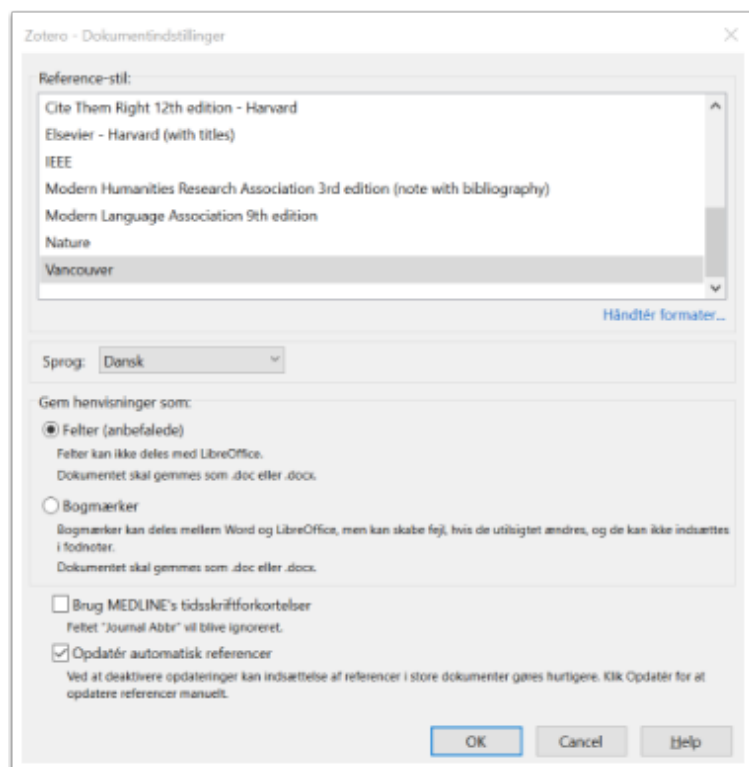 Zotero - Dokumentindstillinger
Reference-stil:
Cite Them Right 12th edition - Harvard
Elsevier - Harvard (with titles)
IEEE
Modern Humanities Research Association 3rd edition (note with bibliography)
Modern Language Association 9th edition
Nature
Vancouver
Håndtér formater...
Sprog: Dansk
Gem henvisninger som:
Felter (anbefalede)
Felter kan ikke deles med LibreOffice.
Dokumentet skal gemmes som .doc eller .docx.
Bogmærker
Bogmærker kan deles mellem Word og LibreOffice, men kan skabe fejl, hvis de utilsigtet ændres, og de kan ikke indsættes
i fodnoter.
Dokumentet skal gemmes som .doc eller .docx.
Brug MEDLINE's tidsskriftforkortelser
Feltet "Journal Abbr" vil blive ignoreret.
Opdatér automatisk referencer
Ved at deaktivere opdateringer kan indsættelse af referencer i store dokumenter gøres hurtigere. Klik Opdatér for at
opdatere referencer manuelt.
OK Cancel Help